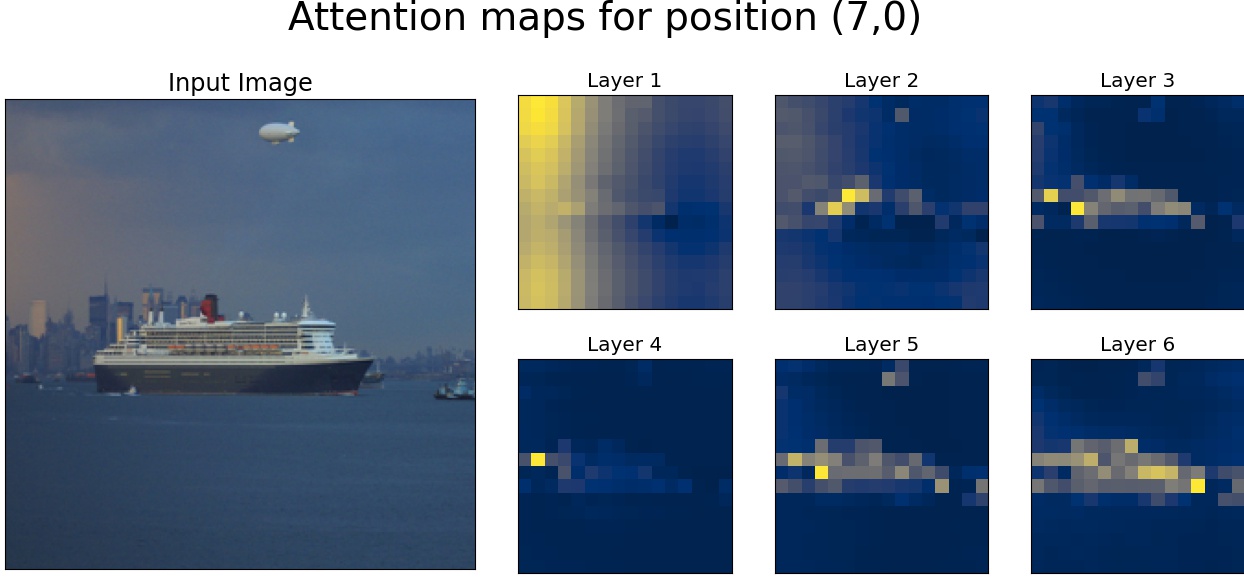 Attention maps for position (7,0)
Input Image
Layer 1
Layer 2
Layer 3
Layer 4
Layer 5
Layer 6